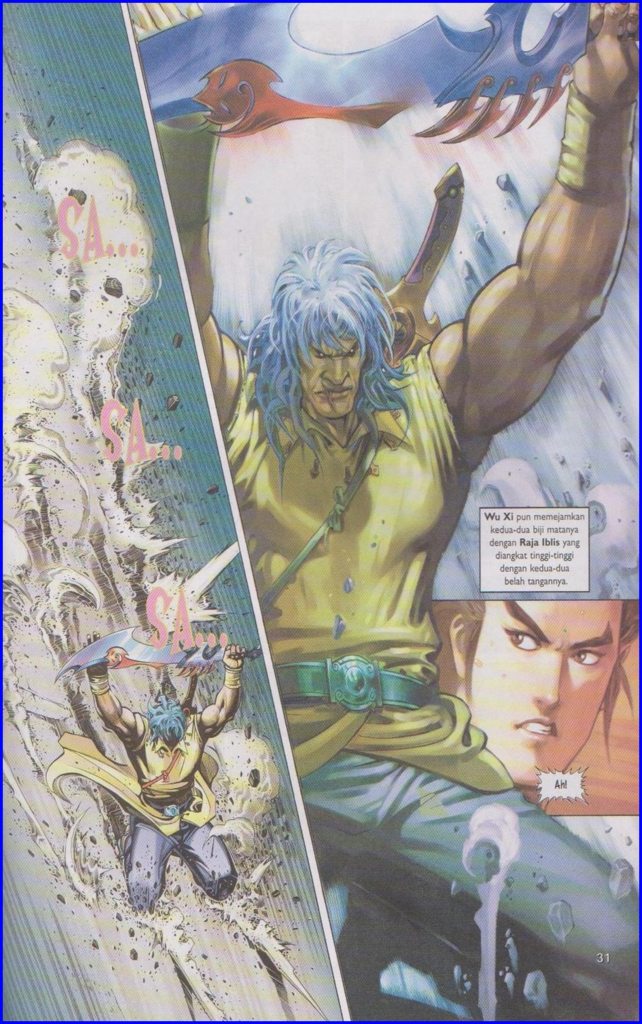 SA...
SA...
SA...
Wu Xi pun memejamkan
kedua-dua biji matanya
dengan Raja Iblis yang
diangkat tinggi-tinggi
dengan kedua-dua
belah tangannya.
Ah!
31